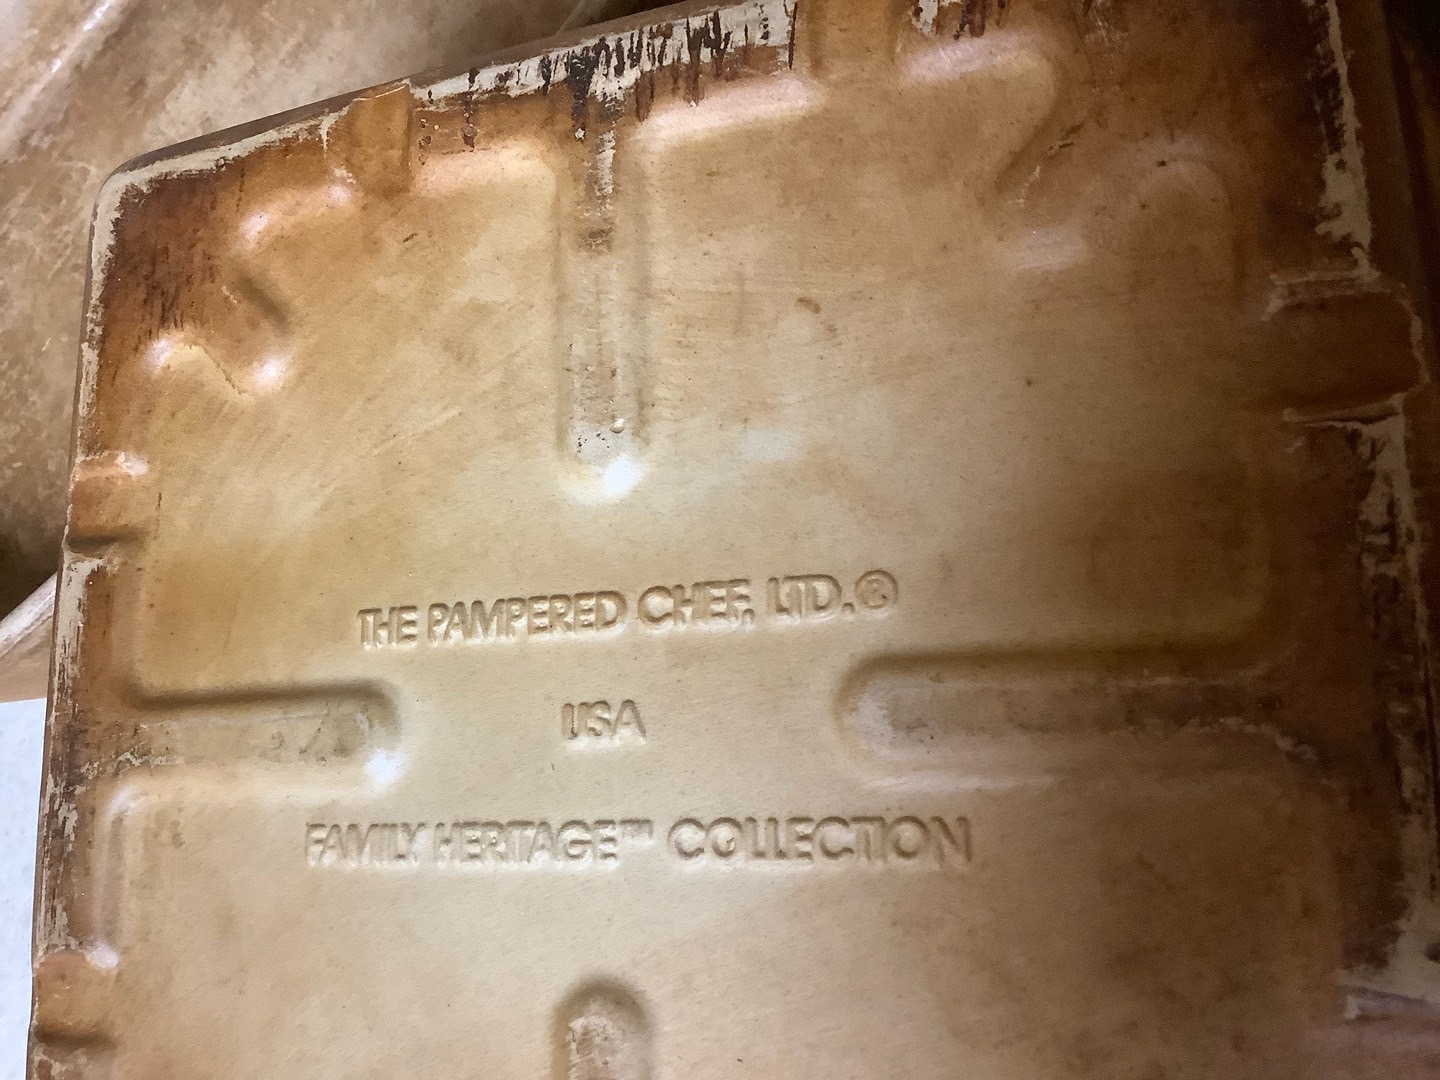 THE PAMPERED CHEF, LTD.®
USA
FAMILY HERITAGE™ COLLECTION